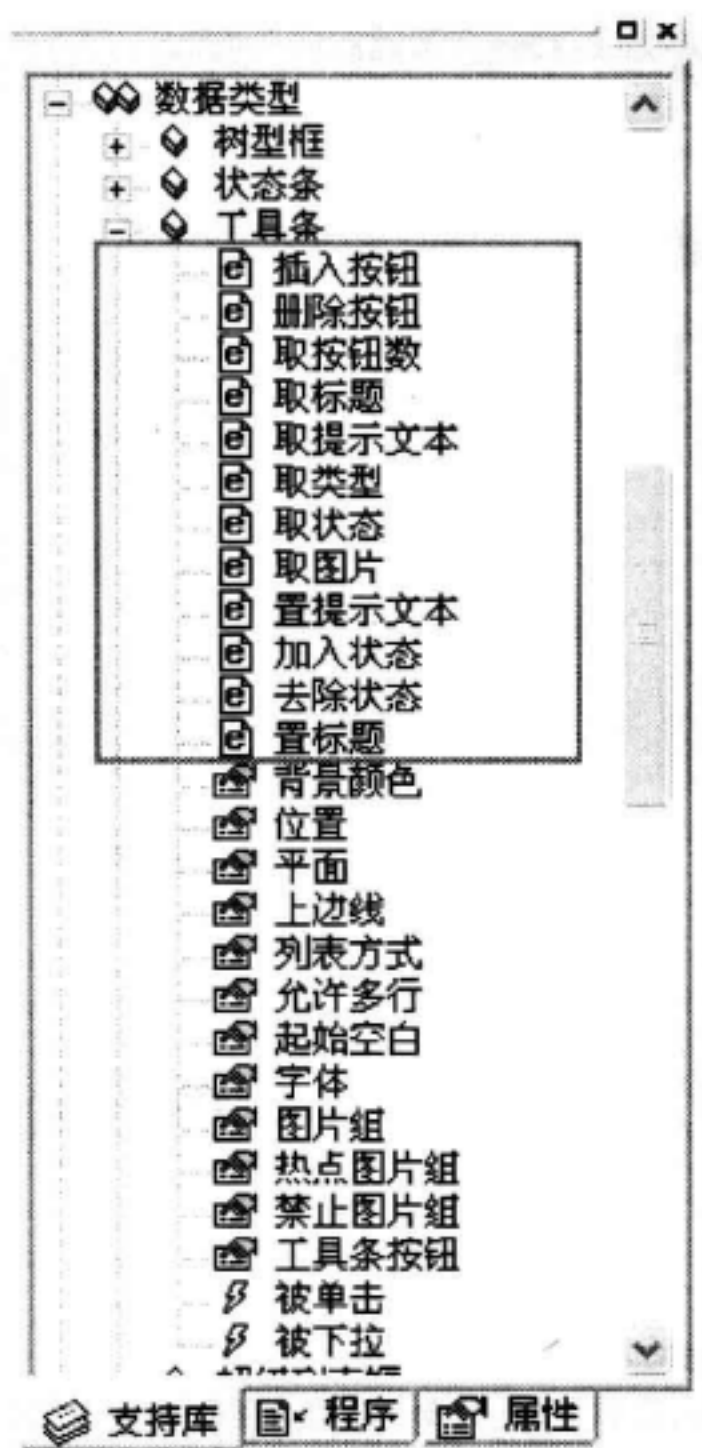 数据类型
树型框
状态条
工具条
插入按钮
删除按钮
取按钮数
取标题
取提示文本
取类型
取状态
取图片
置提示文本
加入状态
去除状态
置标题
背景颜色
位置
平面
上边线
列表方式
允许多行
起始空白
字体
图片组
热点图片组
禁止图片组
工具条按钮
被单击
被下拉
支持库 程序 属性